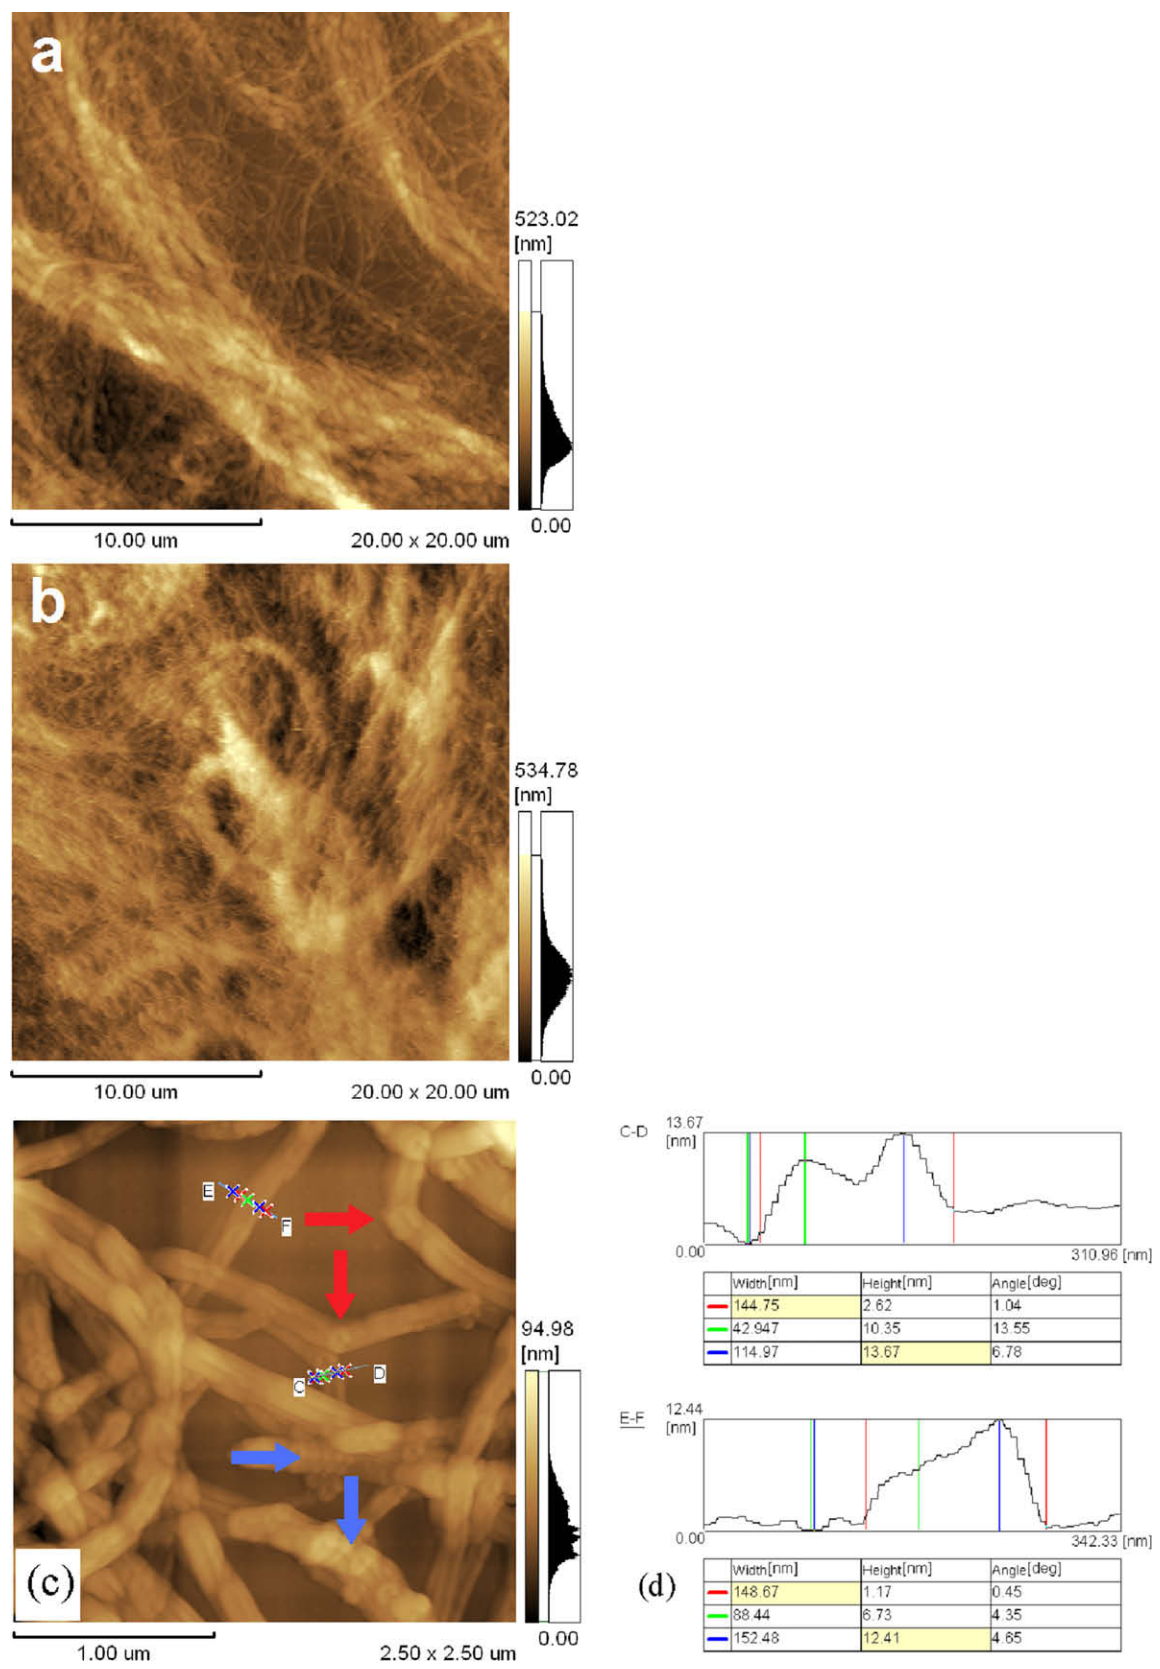 a
523.02
[nm]
0.00
10.00 um 20.00 x 20.00 um
b
534.78
[nm]
0.00
10.00 um 20.00 x 20.00 um
E
F
C
D
94.98
[nm]
0.00
(c)
1.00 um 2.50 x 2.50 um
C-D 13.67
[nm]
0.00 310.96 [nm]
Width[nm] Height[nm] Angle[deg]
144.75 2.62 1.04
42.947 10.35 13.55
114.97 13.67 6.78
E-F 12.44
[nm]
0.00 342.33 [nm]
(d)
Width[nm] Height[nm] Angle[deg]
148.67 1.17 0.45
88.44 6.73 4.35
152.48 12.41 4.65